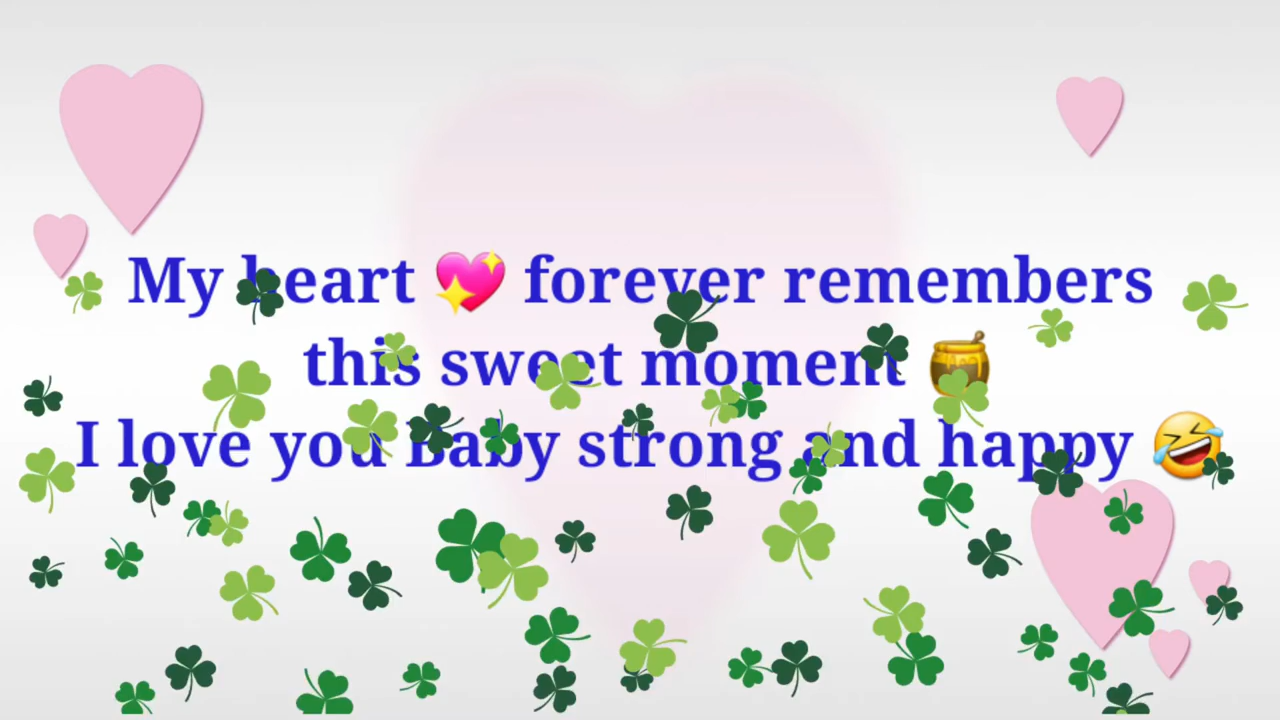 My heart 💖 forever remembers
this sweet moment 🍯
I love you Baby strong and happy 🤣